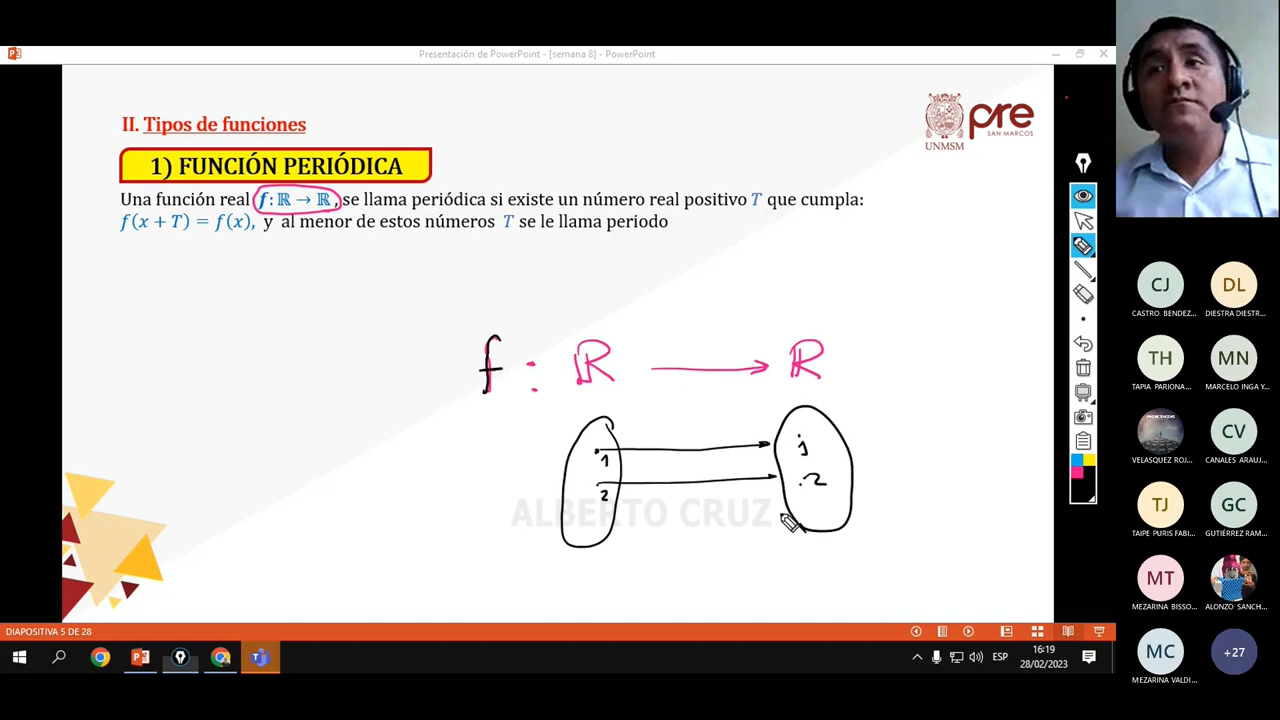 Presentación de PowerPoint - [semana 8] - PowerPoint
II. Tipos de funciones
UNMSM
pre
SAN MARCOS
1) FUNCIÓN PERIÓDICA
Una función real f: ℝ → ℝ, se llama periódica si existe un número real positivo T que cumpla:
f(x + T) = f(x), y al menor de estos números T se le llama periodo
f : ℝ → ℝ
1 1
2 2
ALBERTO CRUZ
CJ
CASTRO BENDEZ...
DL
DIESTRA DIESTR...
TH
TAPIA PARIONA...
MN
MARCELO INGA Y...
VELASQUEZ ROJ...
CV
CANALES ARAUJ...
TJ
TAIPE PURIS FABI...
GC
GUTIÉRREZ RAM...
MT
MEZARINA BISSO...
ALONZO SANCH...
MC
MEZARINA VALDI...
+27
DIAPOSITIVA 5 DE 28
ESP
16:19
28/02/2023